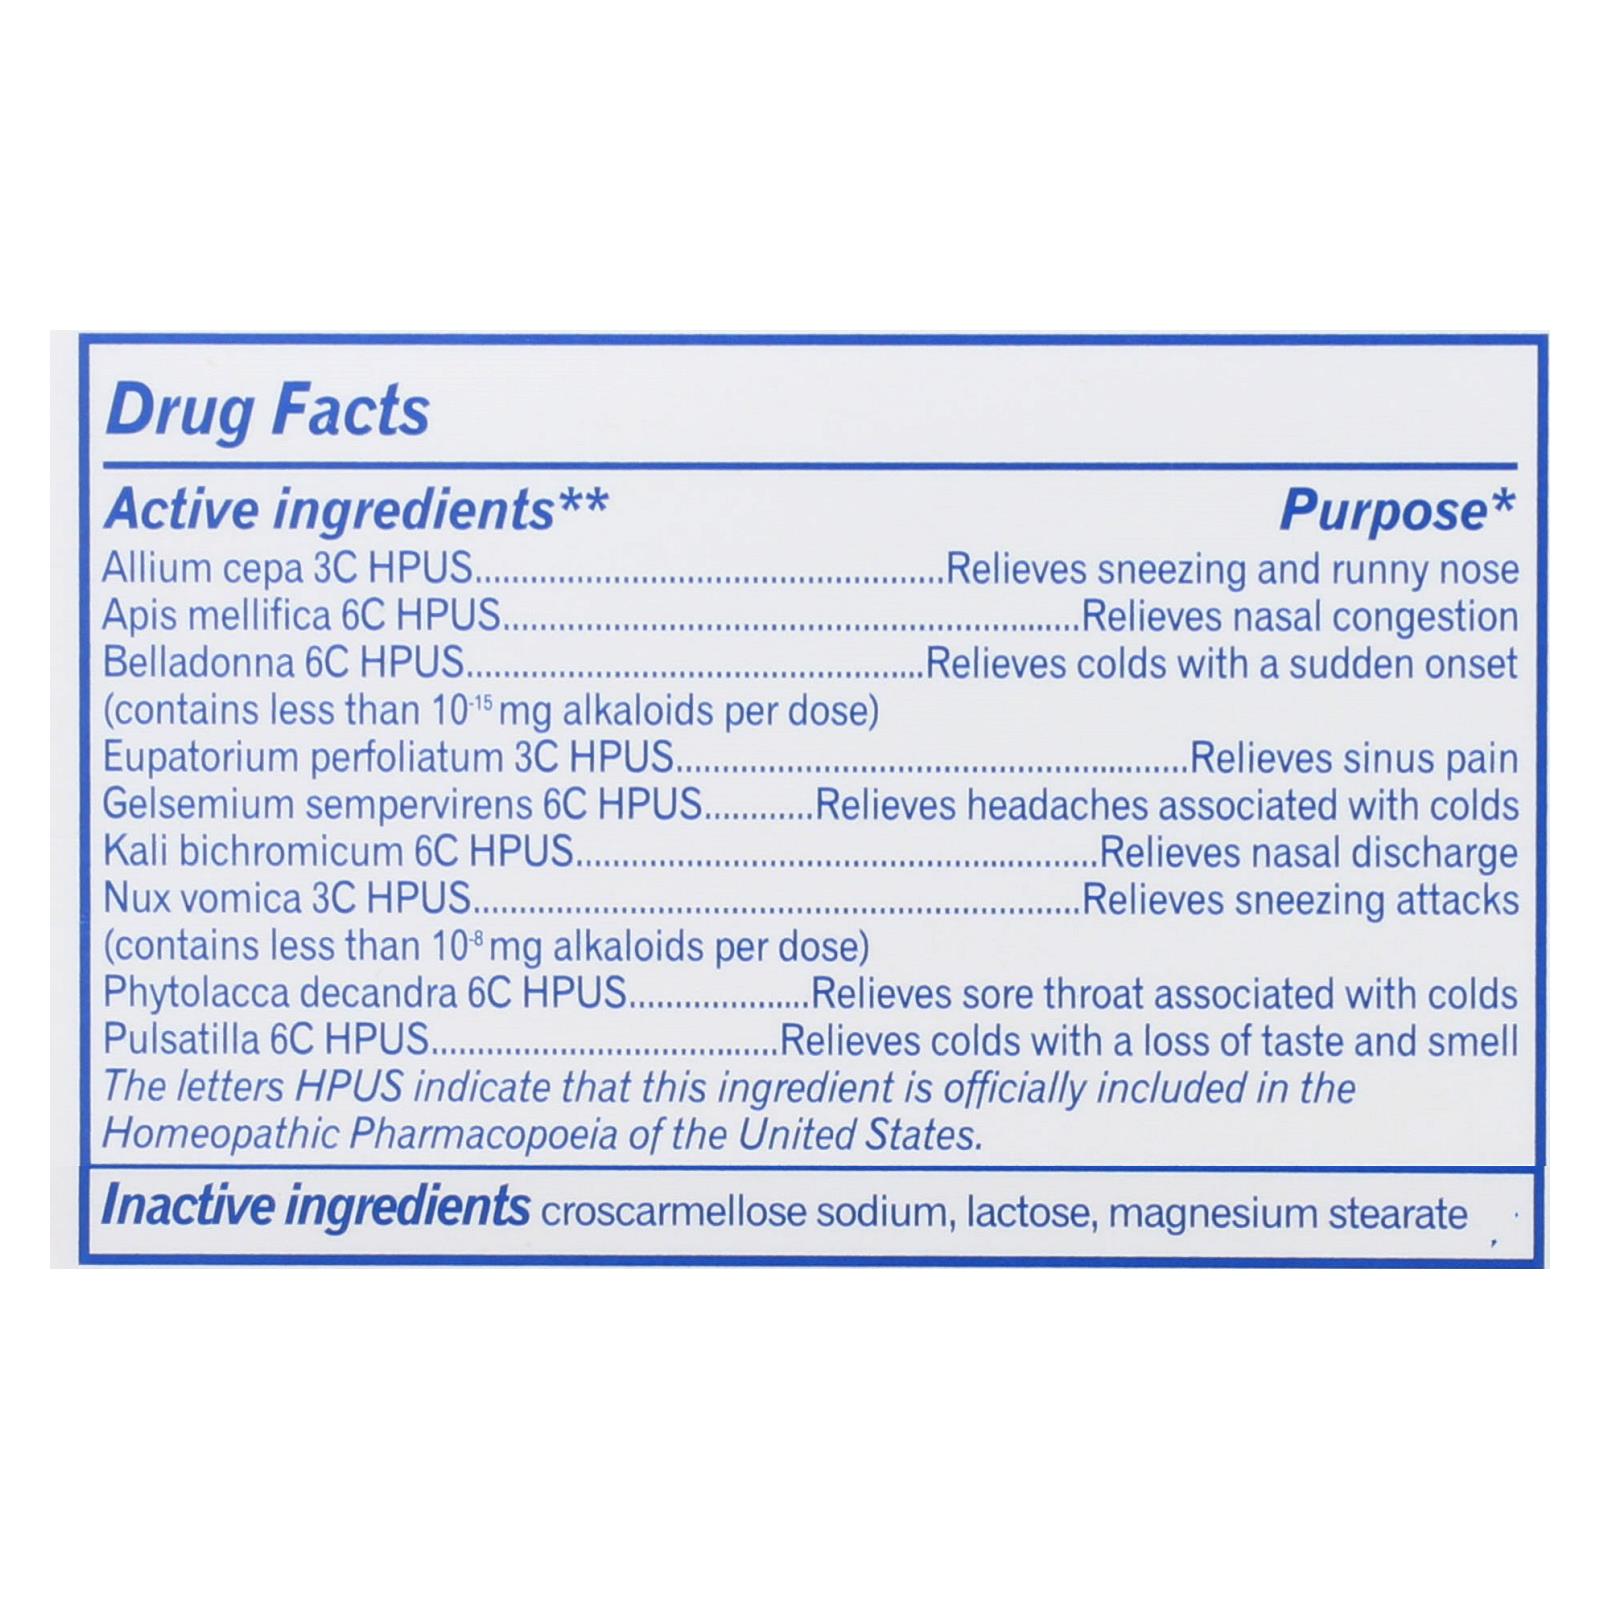 Drug Facts
Active ingredients** Purpose*
Allium cepa 3C HPUS..................................................Relieves sneezing and runny nose
Apis mellifica 6C HPUS..............................................................Relieves nasal congestion
Belladonna 6C HPUS.................................................Relieves colds with a sudden onset
(contains less than 10⁻¹⁵ mg alkaloids per dose)
Eupatorium perfoliatum 3C HPUS.......................................................Relieves sinus pain
Gelsemium sempervirens 6C HPUS............Relieves headaches associated with colds
Kali bichromicum 6C HPUS........................................................Relieves nasal discharge
Nux vomica 3C HPUS.................................................................Relieves sneezing attacks
(contains less than 10⁻⁸ mg alkaloids per dose)
Phytolacca decandra 6C HPUS...................Relieves sore throat associated with colds
Pulsatilla 6C HPUS.....................................Relieves colds with a loss of taste and smell
The letters HPUS indicate that this ingredient is officially included in the
Homeopathic Pharmacopoeia of the United States.
Inactive ingredients croscarmellose sodium, lactose, magnesium stearate